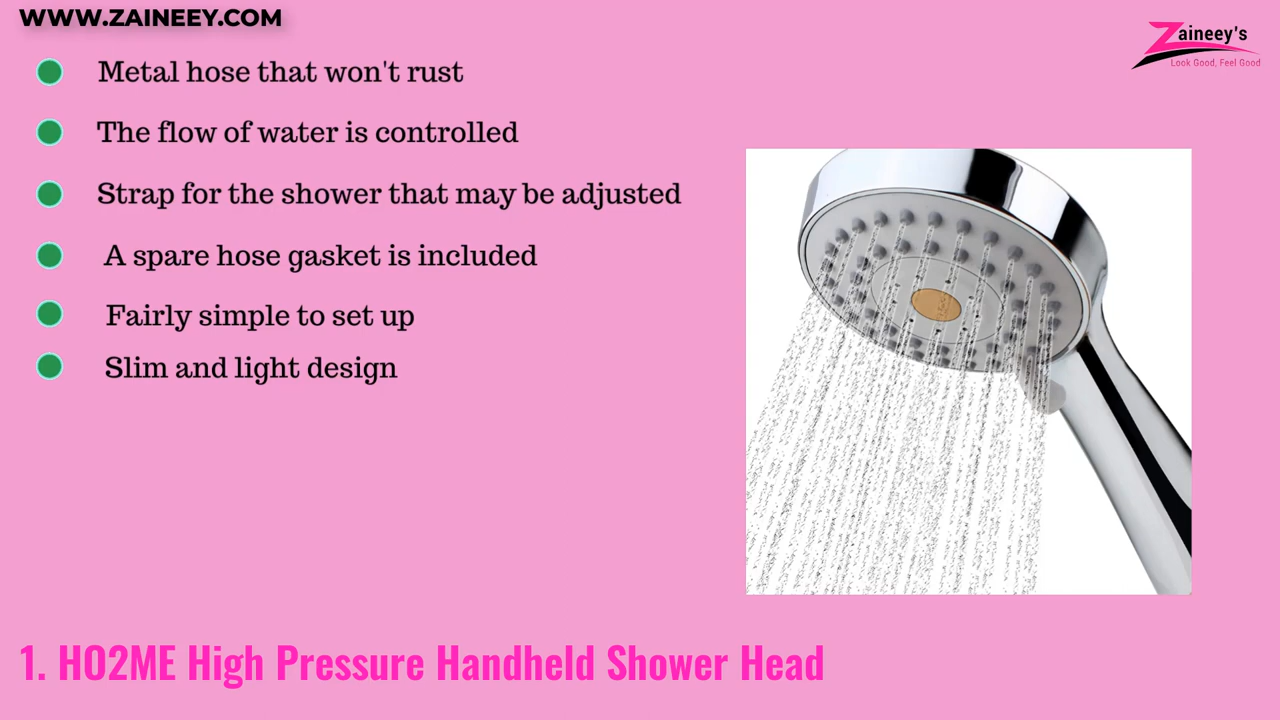 WWW.ZAINEEY.COM
Zaineey's
Look Good, Feel Good
Metal hose that won't rust
The flow of water is controlled
Strap for the shower that may be adjusted
A spare hose gasket is included
Fairly simple to set up
Slim and light design
1. HO2ME High Pressure Handheld Shower Head